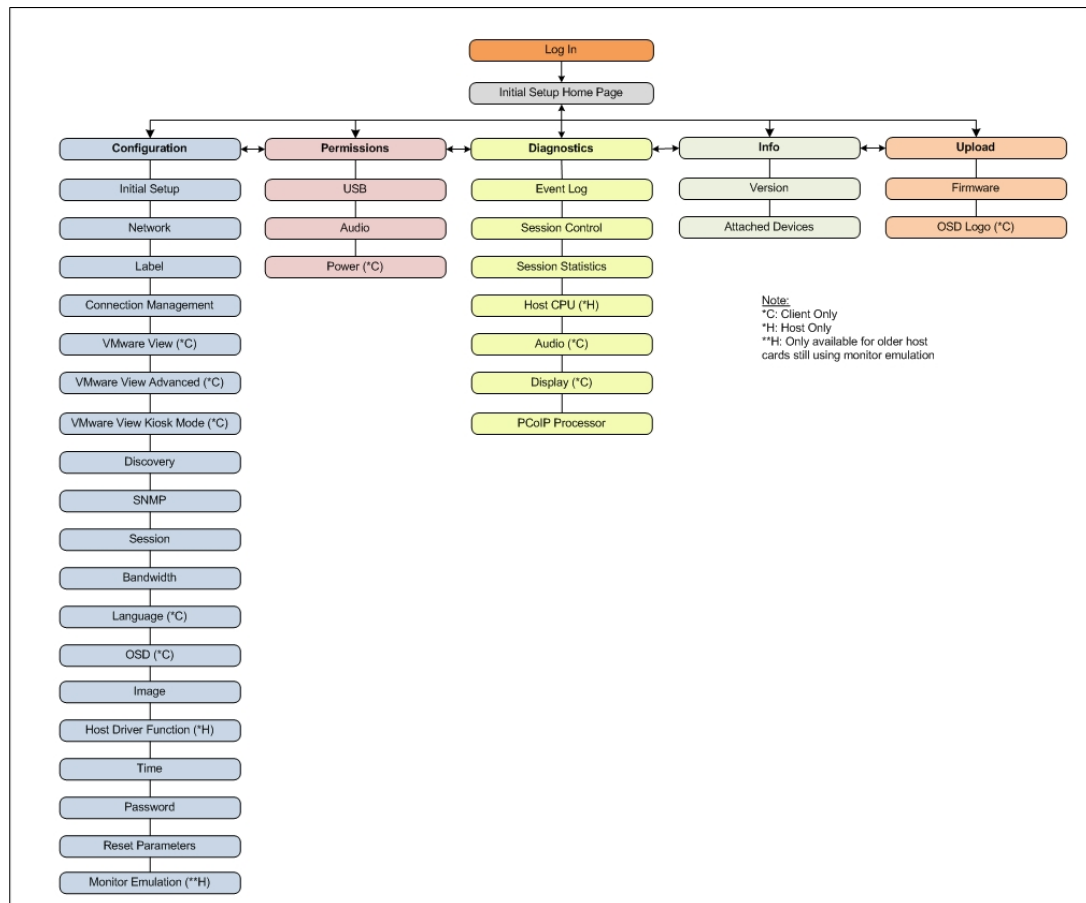 Log In
Initial Setup Home Page
Configuration
Permissions
Diagnostics
Info
Upload
Initial Setup
Network
Label
Connection Management
VMware View (*C)
VMware View Advanced (*C)
VMware View Kiosk Mode (*C)
Discovery
SNMP
Session
Bandwidth
Language (*C)
OSD (*C)
Image
Host Driver Function (*H)
Time
Password
Reset Parameters
Monitor Emulation (**H)
USB
Audio
Power (*C)
Event Log
Session Control
Session Statistics
Host CPU (*H)
Audio (*C)
Display (*C)
PCoIP Processor
Version
Attached Devices
Firmware
OSD Logo (*C)
Note:
*C: Client Only
*H: Host Only
**H: Only available for older host
cards still using monitor emulation